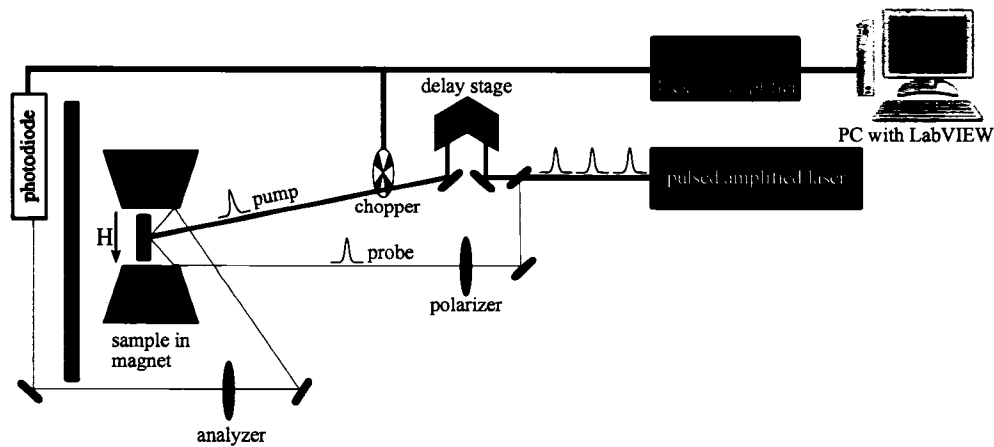 delay stage
PC with LabVIEW
photodiode
pulsed amplified laser
pump
chopper
H
probe
polarizer
sample in
magnet
analyzer